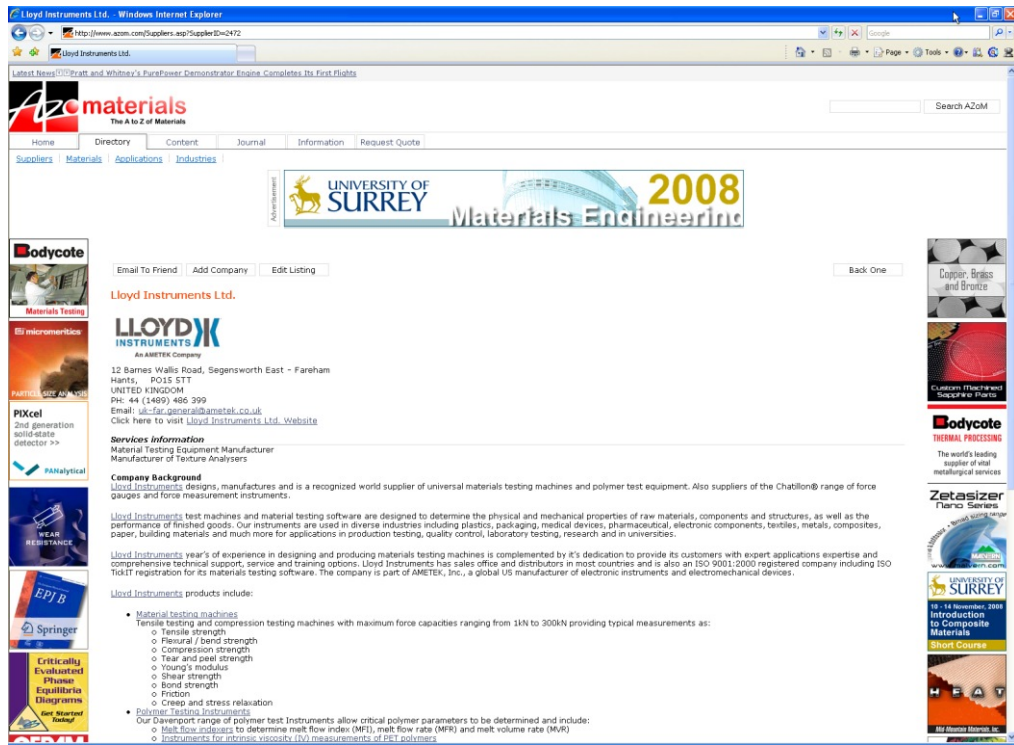 Lloyd Instruments Ltd. - Windows Internet Explorer
http://www.azom.com/Suppliers.asp?SupplierID=2472
Google
Lloyd Instruments Ltd.
Page
Tools
Latest News Pratt and Whitney's PurePower Demonstrator Engine Completes Its First Flights
AZo materials
The A to Z of Materials
Search AZoM
Home Directory Content Journal Information Request Quote
Suppliers Materials Applications Industries
Advertisement
UNIVERSITY OF
SURREY
2008
Materials Engineering
Bodycote
Materials Testing
Email To Friend Add Company Edit Listing Back One
Copper, Brass
and Bronze
Lloyd Instruments Ltd.
LLOYD
INSTRUMENTS
An AMETEK Company
micromeritics
PARTICLE SIZE ANALYSIS
Custom Machined
Sapphire Parts
12 Barnes Wallis Road, Segensworth East - Fareham
Hants, PO15 5TT
UNITED KINGDOM
PH: 44 (1489) 486 399
Email: uk-far.general@ametek.co.uk
Click here to visit Lloyd Instruments Ltd. Website
PIXcel
2nd generation
solid-state
detector >>
PANalytical
Bodycote
THERMAL PROCESSING
The world's leading
supplier of vital
metallurgical services
Services information
Material Testing Equipment Manufacturer
Manufacturer of Texture Analysers
Company Background
Lloyd Instruments designs, manufactures and is a recognized world supplier of universal materials testing machines and polymer test equipment. Also suppliers of the Chatillon® range of force
gauges and force measurement instruments.
Lloyd Instruments test machines and material testing software are designed to determine the physical and mechanical properties of raw materials, components and structures, as well as the
performance of finished goods. Our instruments are used in diverse industries including plastics, packaging, medical devices, pharmaceutical, electronic components, textiles, metals, composites,
paper, building materials and much more for applications in production testing, quality control, laboratory testing, research and in universities.
WEAR
RESISTANCE
Zetasizer
Nano Series
Lloyd Instruments year's of experience in designing and producing materials testing machines is complemented by it's dedication to provide its customers with expert applications expertise and
comprehensive technical support, service and training options. Lloyd Instruments has sales office and distributors in most countries and is also an ISO 9001:2000 registered company including ISO
TickIT registration for its materials testing software. The company is part of AMETEK, Inc., a global US manufacturer of electronic instruments and electromechanical devices.
Lloyd Instruments products include:
EPJ B
Springer
UNIVERSITY OF
SURREY
10 - 14 November, 2008
Introduction
to Composite
Materials
Short Course
• Material testing machines
Tensile testing and compression testing machines with maximum force capacities ranging from 1kN to 300kN providing typical measurements as:
o Tensile strength
o Flexural / bend strength
o Compression strength
o Tear and peel strength
o Young's modulus
o Shear strength
o Bond strength
o Friction
o Creep and stress relaxation
Critically
Evaluated
Phase
Equilibria
Diagrams
Get Started
Today!
HEAT
Mid-Mountain Materials, Inc.
• Polymer Testing Instruments
Our Davenport range of polymer test Instruments allow critical polymer parameters to be determined and include:
o Melt flow indexers to determine melt flow index (MFI), melt flow rate (MFR) and melt volume rate (MVR)
o Instruments for intrinsic viscosity (IV) measurements of PET polymers